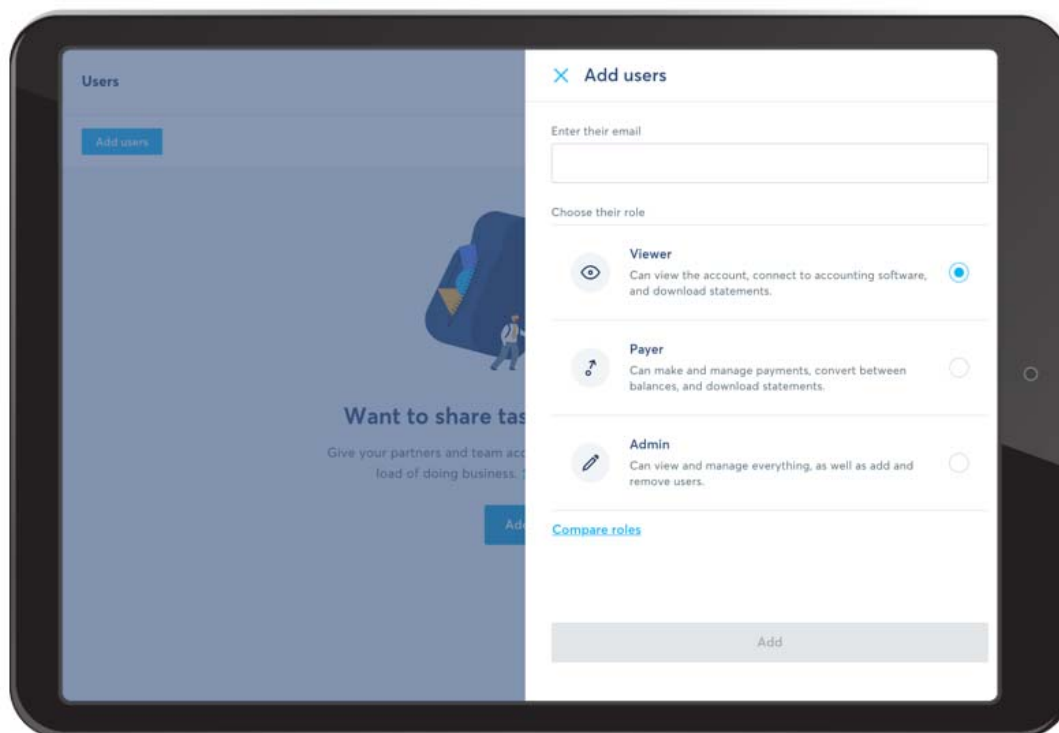 Users
Add users
Want to share tas
Give your partners and team acc
load of doing business.
Add users
Enter their email
Choose their role
Viewer
Can view the account, connect to accounting software,
and download statements.
Payer
Can make and manage payments, convert between
balances, and download statements.
Admin
Can view and manage everything, as well as add and
remove users.
Compare roles
Add